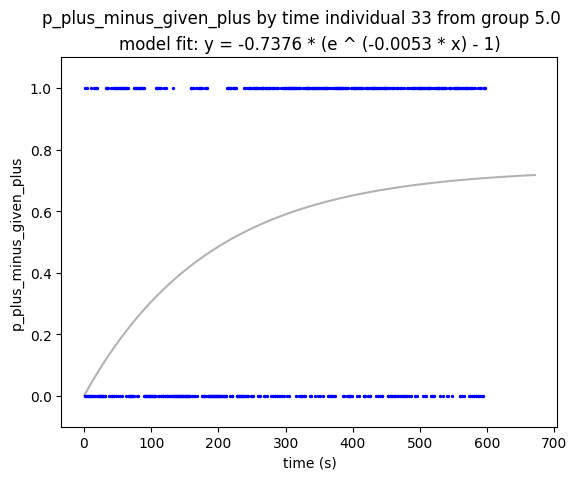 p_plus_minus_given_plus by time individual 33 from group 5.0
model fit: y = -0.7376 * (e ^ (-0.0053 * x) - 1)
1.0
0.8
0.6
0.4
0.2
0.0
p_plus_minus_given_plus
0 100 200 300 400 500 600 700
time (s)